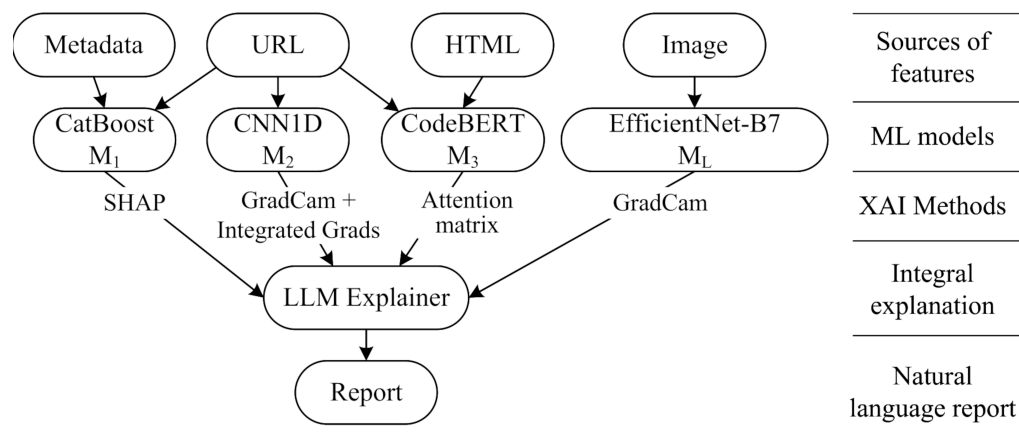 Metadata
URL
HTML
Image
Sources of
features
CatBoost
M₁
CNN1D
M₂
CodeBERT
M₃
EfficientNet-B7
M_L
ML models
SHAP
GradCam +
Integrated Grads
Attention
matrix
GradCam
XAI Methods
LLM Explainer
Integral
explanation
Report
Natural
language report